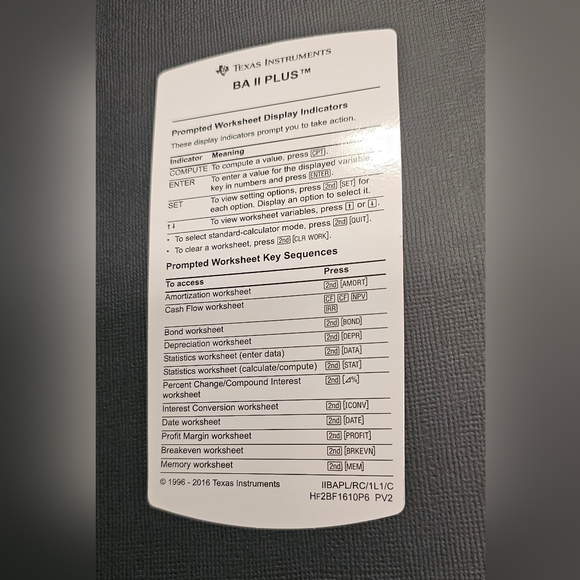 TEXAS INSTRUMENTS
BA II PLUS™
Prompted Worksheet Display Indicators
These display indicators prompt you to take action.
Indicator Meaning
COMPUTE To compute a value, press [CPT].
ENTER To enter a value for the displayed variable,
key in numbers and press [ENTER].
SET To view setting options, press [2nd] [SET] for
each option. Display an option to select it.
↑↓ To view worksheet variables, press [↑] or [↓].
• To select standard-calculator mode, press [2nd] [QUIT].
• To clear a worksheet, press [2nd] [CLR WORK].
Prompted Worksheet Key Sequences
To access Press
Amortization worksheet [2nd] [AMORT]
Cash Flow worksheet [CF] [CF] [NPV]
[IRR]
Bond worksheet [2nd] [BOND]
Depreciation worksheet [2nd] [DEPR]
Statistics worksheet (enter data) [2nd] [DATA]
Statistics worksheet (calculate/compute) [2nd] [STAT]
Percent Change/Compound Interest [2nd] [⊿%]
worksheet
Interest Conversion worksheet [2nd] [ICONV]
Date worksheet [2nd] [DATE]
Profit Margin worksheet [2nd] [PROFIT]
Breakeven worksheet [2nd] [BRKEVN]
Memory worksheet [2nd] [MEM]
© 1996 - 2016 Texas Instruments IIBAPL/RC/1L1/C
HF2BF1610P6 PV2